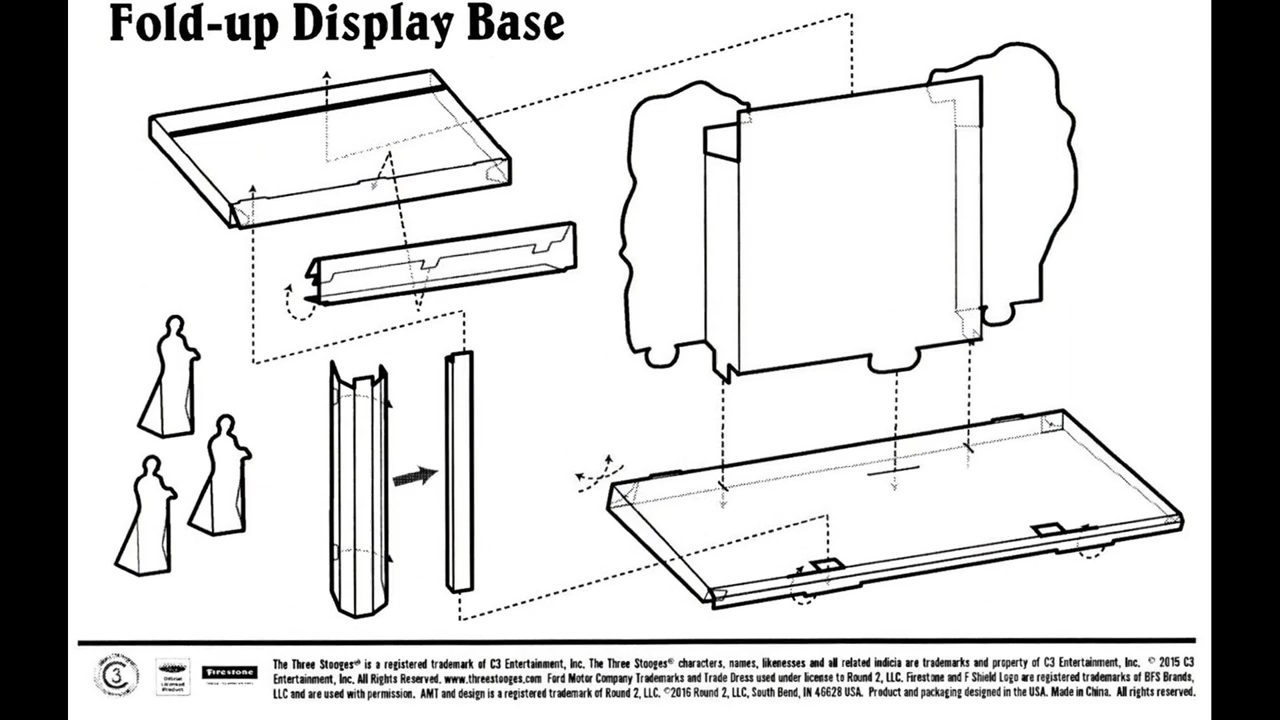 Fold-up Display Base
The Three Stooges® is a registered trademark of C3 Entertainment, Inc. The Three Stooges® characters, names, likenesses and all related indicia are trademarks and property of C3 Entertainment, Inc. © 2015 C3
Entertainment, Inc. All Rights Reserved. www.threestooges.com Ford Motor Company Trademarks and Trade Dress used under license to Round 2, LLC. Firestone and F Shield Logo are registered trademarks of BFS Brands,
LLC and are used with permission. AMT and design is a registered trademark of Round 2, LLC. ©2016 Round 2, LLC, South Bend, IN 46628 USA. Product and packaging designed in the USA. Made in China. All rights reserved.
C3
Official
Licensed
Product
Firestone